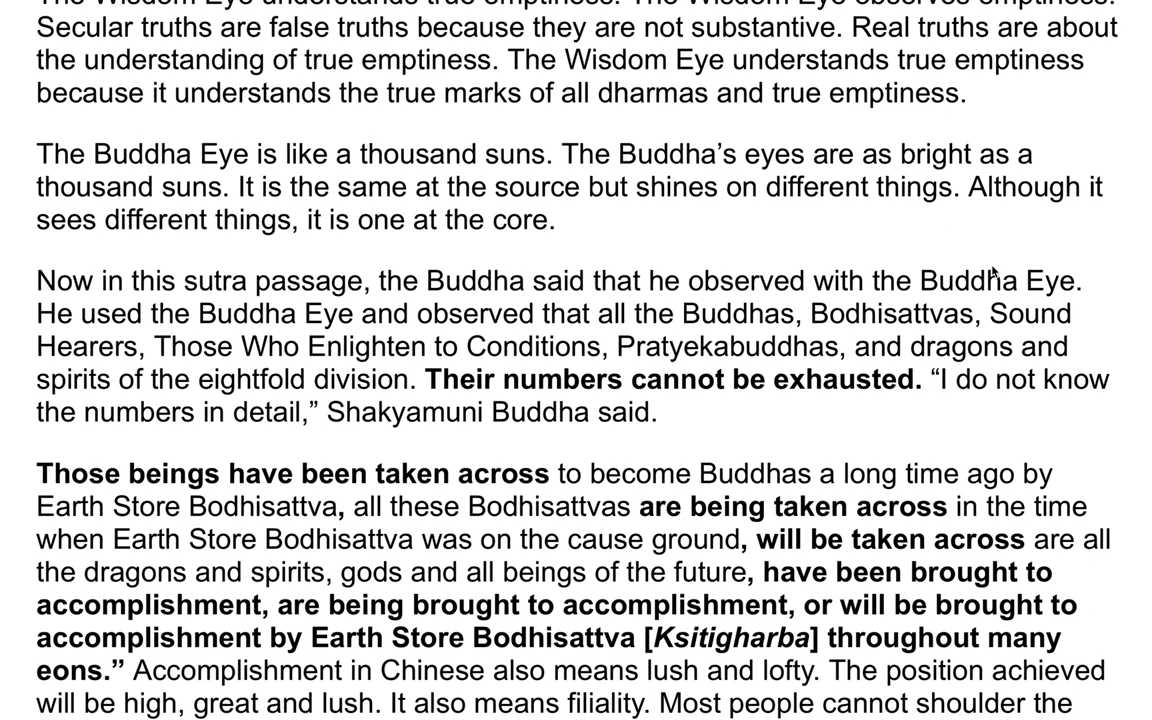 The Wisdom Eye understands true emptiness. The Wisdom Eye observes emptiness.
Secular truths are false truths because they are not substantive. Real truths are about
the understanding of true emptiness. The Wisdom Eye understands true emptiness
because it understands the true marks of all dharmas and true emptiness.
The Buddha Eye is like a thousand suns. The Buddha’s eyes are as bright as a
thousand suns. It is the same at the source but shines on different things. Although it
sees different things, it is one at the core.
Now in this sutra passage, the Buddha said that he observed with the Buddha Eye.
He used the Buddha Eye and observed that all the Buddhas, Bodhisattvas, Sound
Hearers, Those Who Enlighten to Conditions, Pratyekabuddhas, and dragons and
spirits of the eightfold division. Their numbers cannot be exhausted. “I do not know
the numbers in detail,” Shakyamuni Buddha said.
Those beings have been taken across to become Buddhas a long time ago by
Earth Store Bodhisattva, all these Bodhisattvas are being taken across in the time
when Earth Store Bodhisattva was on the cause ground, will be taken across are all
the dragons and spirits, gods and all beings of the future, have been brought to
accomplishment, are being brought to accomplishment, or will be brought to
accomplishment by Earth Store Bodhisattva [Ksitigharba] throughout many
eons.” Accomplishment in Chinese also means lush and lofty. The position achieved
will be high, great and lush. It also means filiality. Most people cannot shoulder the